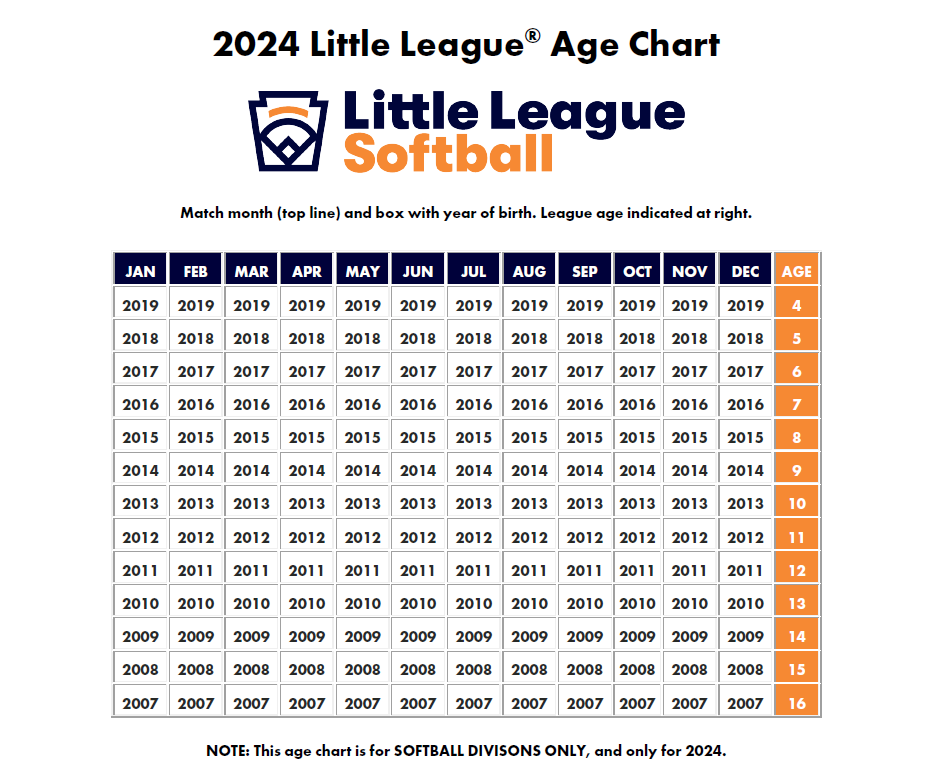 2024 Little League® Age Chart
Little League
Softball
Match month (top line) and box with year of birth. League age indicated at right.
JAN FEB MAR APR MAY JUN JUL AUG SEP OCT NOV DEC AGE
2019 2019 2019 2019 2019 2019 2019 2019 2019 2019 2019 2019 4
2018 2018 2018 2018 2018 2018 2018 2018 2018 2018 2018 2018 5
2017 2017 2017 2017 2017 2017 2017 2017 2017 2017 2017 2017 6
2016 2016 2016 2016 2016 2016 2016 2016 2016 2016 2016 2016 7
2015 2015 2015 2015 2015 2015 2015 2015 2015 2015 2015 2015 8
2014 2014 2014 2014 2014 2014 2014 2014 2014 2014 2014 2014 9
2013 2013 2013 2013 2013 2013 2013 2013 2013 2013 2013 2013 10
2012 2012 2012 2012 2012 2012 2012 2012 2012 2012 2012 2012 11
2011 2011 2011 2011 2011 2011 2011 2011 2011 2011 2011 2011 12
2010 2010 2010 2010 2010 2010 2010 2010 2010 2010 2010 2010 13
2009 2009 2009 2009 2009 2009 2009 2009 2009 2009 2009 2009 14
2008 2008 2008 2008 2008 2008 2008 2008 2008 2008 2008 2008 15
2007 2007 2007 2007 2007 2007 2007 2007 2007 2007 2007 2007 16
NOTE: This age chart is for SOFTBALL DIVISONS ONLY, and only for 2024.